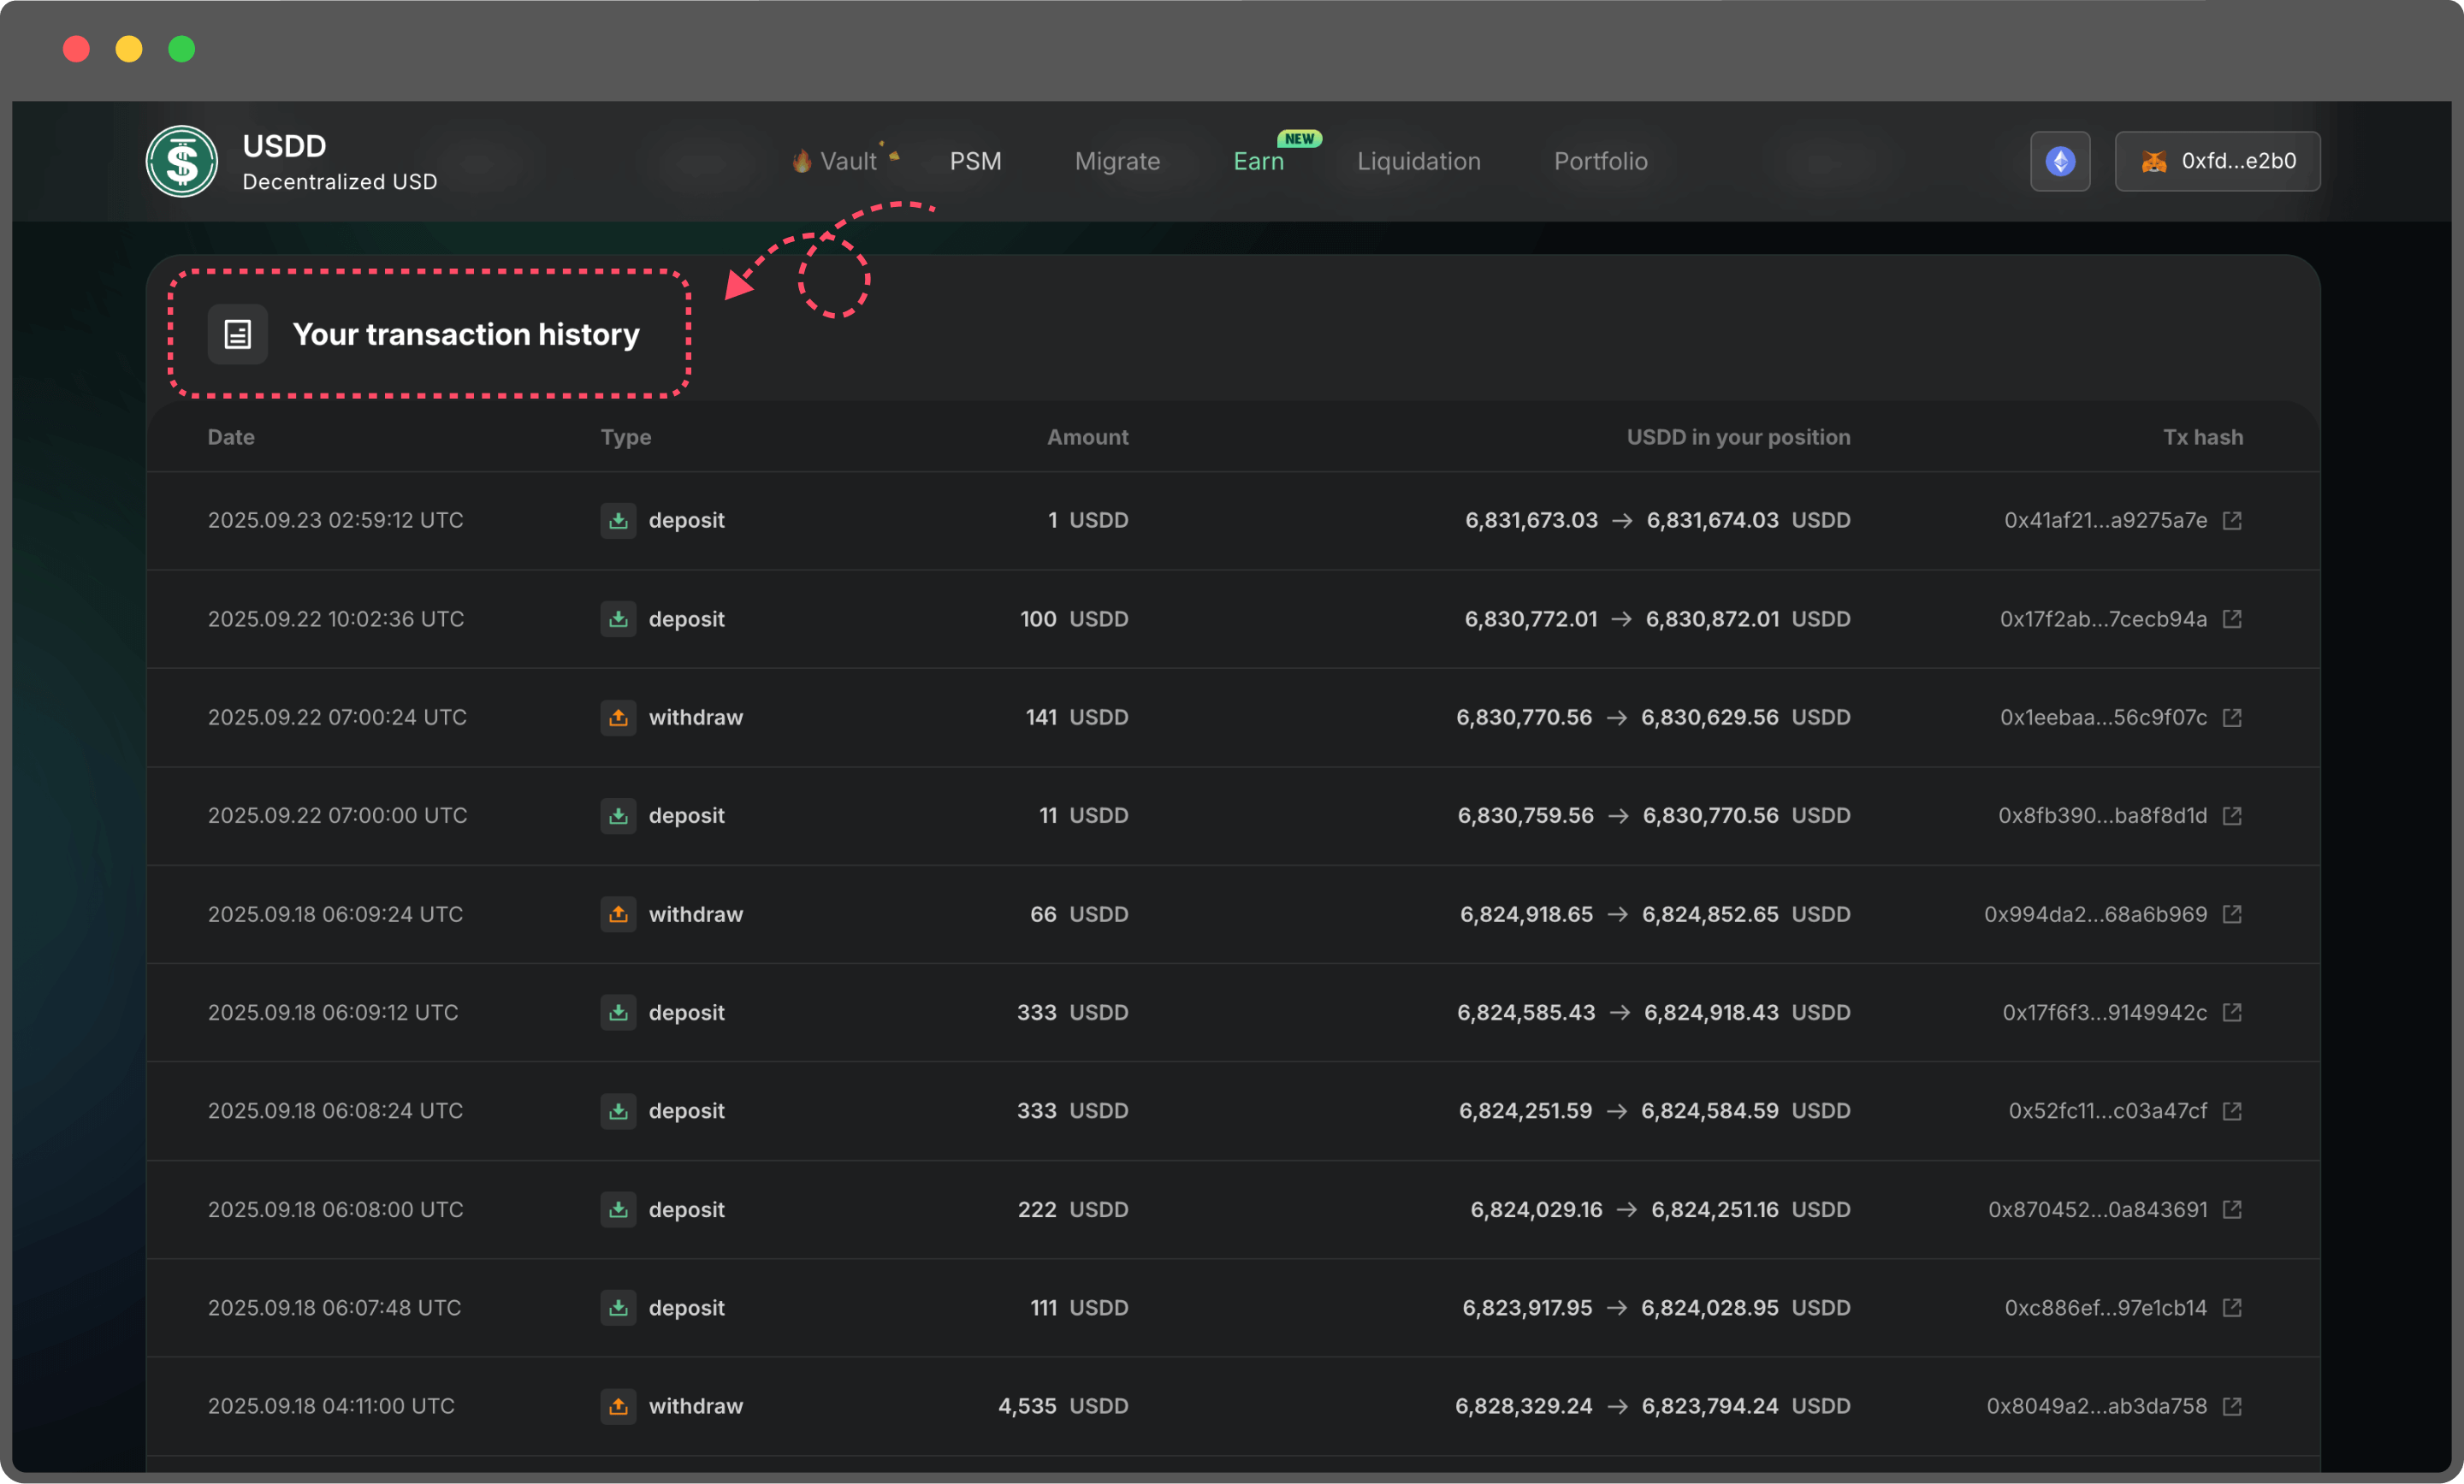 USDD
Decentralized USD
Vault PSM Migrate Earn NEW Liquidation Portfolio
0xfd...e2b0
Your transaction history
Date Type Amount USDD in your position Tx hash
2025.09.23 02:59:12 UTC deposit 1 USDD 6,831,673.03 → 6,831,674.03 USDD 0x41af21...a9275a7e
2025.09.22 10:02:36 UTC deposit 100 USDD 6,830,772.01 → 6,830,872.01 USDD 0x17f2ab...7cecb94a
2025.09.22 07:00:24 UTC withdraw 141 USDD 6,830,770.56 → 6,830,629.56 USDD 0x1eebaa...56c9f07c
2025.09.22 07:00:00 UTC deposit 11 USDD 6,830,759.56 → 6,830,770.56 USDD 0x8fb390...ba8f8d1d
2025.09.18 06:09:24 UTC withdraw 66 USDD 6,824,918.65 → 6,824,852.65 USDD 0x994da2...68a6b969
2025.09.18 06:09:12 UTC deposit 333 USDD 6,824,585.43 → 6,824,918.43 USDD 0x17f6f3...9149942c
2025.09.18 06:08:24 UTC deposit 333 USDD 6,824,251.59 → 6,824,584.59 USDD 0x52fc11...c03a47cf
2025.09.18 06:08:00 UTC deposit 222 USDD 6,824,029.16 → 6,824,251.16 USDD 0x870452...0a843691
2025.09.18 06:07:48 UTC deposit 111 USDD 6,823,917.95 → 6,824,028.95 USDD 0xc886ef...97e1cb14
2025.09.18 04:11:00 UTC withdraw 4,535 USDD 6,828,329.24 → 6,823,794.24 USDD 0x8049a2...ab3da758